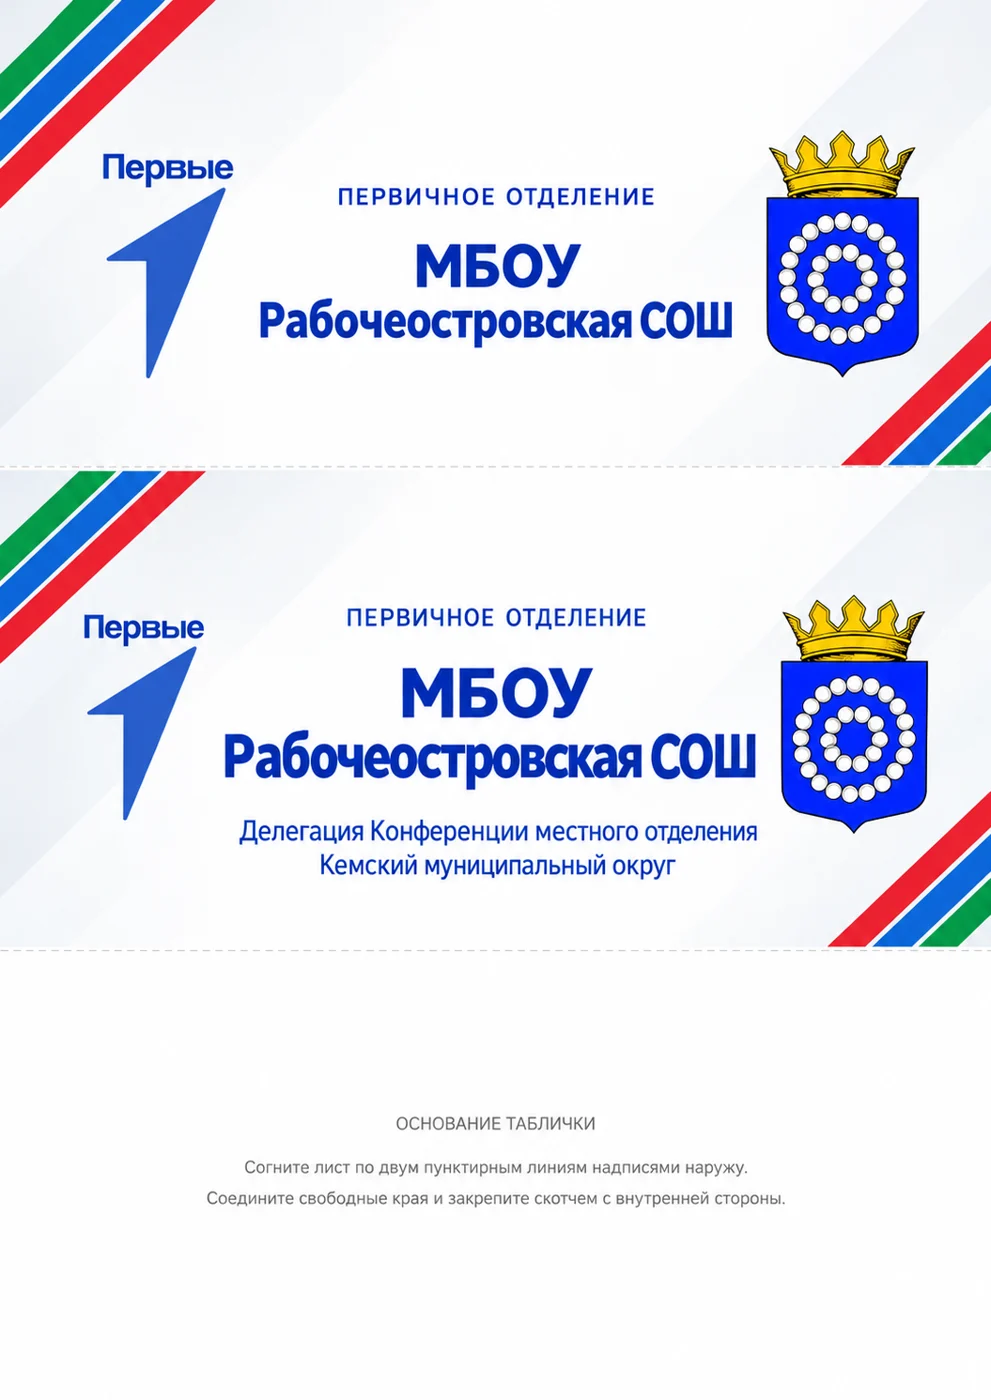 Первые
ПЕРВИЧНОЕ ОТДЕЛЕНИЕ
МБОУ
Рабочеостровская СОШ
Первые
ПЕРВИЧНОЕ ОТДЕЛЕНИЕ
МБОУ
Рабочеостровская СОШ
Делегация Конференции местного отделения
Кемский муниципальный округ
ОСНОВАНИЕ ТАБЛИЧКИ
Согните лист по двум пунктирным линиям надписями наружу.
Соедините свободные края и закрепите скотчем с внутренней стороны.